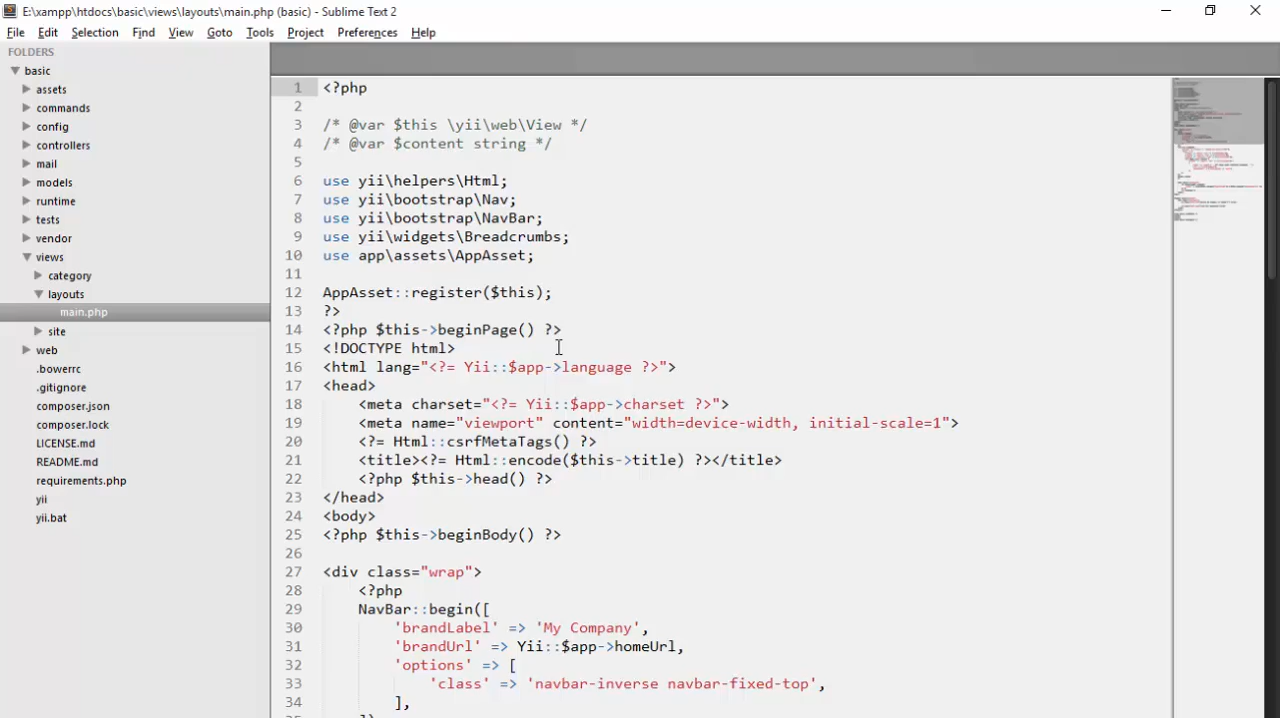 E:\xampp\htdocs\basic\views\layouts\main.php (basic) - Sublime Text 2
File Edit Selection Find View Goto Tools Project Preferences Help
FOLDERS
basic
assets
commands
config
controllers
mail
models
runtime
tests
vendor
views
category
layouts
main.php
site
web
.bowerrc
.gitignore
composer.json
composer.lock
LICENSE.md
README.md
requirements.php
yii
yii.bat
1 <?php
2
3 /* @var $this \yii\web\View */
4 /* @var $content string */
5
6 use yii\helpers\Html;
7 use yii\bootstrap\Nav;
8 use yii\bootstrap\NavBar;
9 use yii\widgets\Breadcrumbs;
10 use app\assets\AppAsset;
11
12 AppAsset::register($this);
13 ?>
14 <?php $this->beginPage() ?>
15 <!DOCTYPE html>
16 <html lang="<?= Yii::$app->language ?>">
17 <head>
18     <meta charset="<?= Yii::$app->charset ?>">
19     <meta name="viewport" content="width=device-width, initial-scale=1">
20     <?= Html::csrfMetaTags() ?>
21     <title><?= Html::encode($this->title) ?></title>
22     <?php $this->head() ?>
23 </head>
24 <body>
25 <?php $this->beginBody() ?>
26
27 <div class="wrap">
28     <?php
29     NavBar::begin([
30         'brandLabel' => 'My Company',
31         'brandUrl' => Yii::$app->homeUrl,
32         'options' => [
33             'class' => 'navbar-inverse navbar-fixed-top',
34         ],